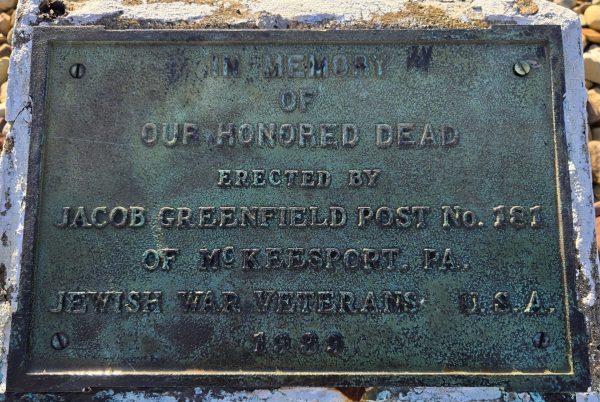 IN MEMORY
OF
OUR HONORED DEAD
ERECTED BY
JACOB GREENFIELD POST No. 181
OF McKEESPORT, PA.
JEWISH WAR VETERANS U.S.A.